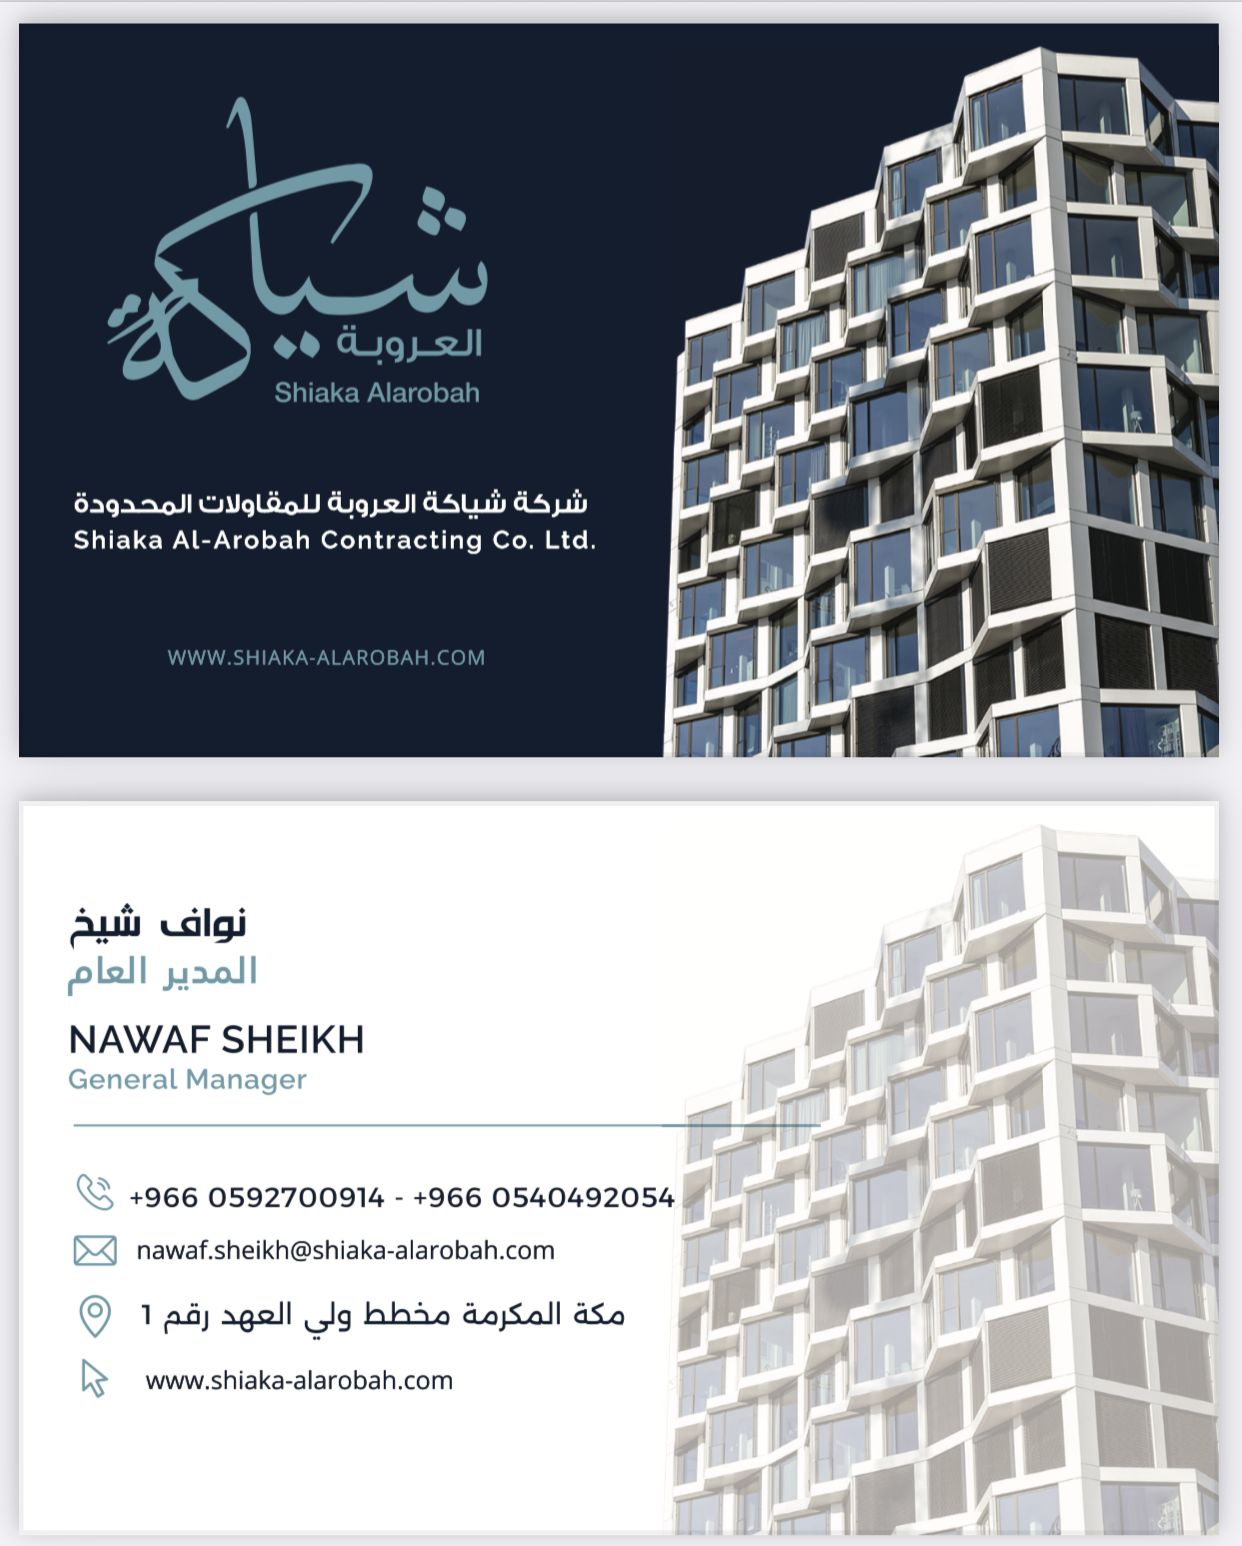 شياكة
العروبة
Shiaka Alarobah
شركة شياكة العروبة للمقاولات المحدودة
Shiaka Al-Arobah Contracting Co. Ltd.
WWW.SHIAKA-ALAROBAH.COM
نواف شيخ
المدير العام
NAWAF SHEIKH
General Manager
+966 0592700914 - +966 0540492054
nawaf.sheikh@shiaka-alarobah.com
مكة المكرمة مخطط ولي العهد رقم 1
www.shiaka-alarobah.com